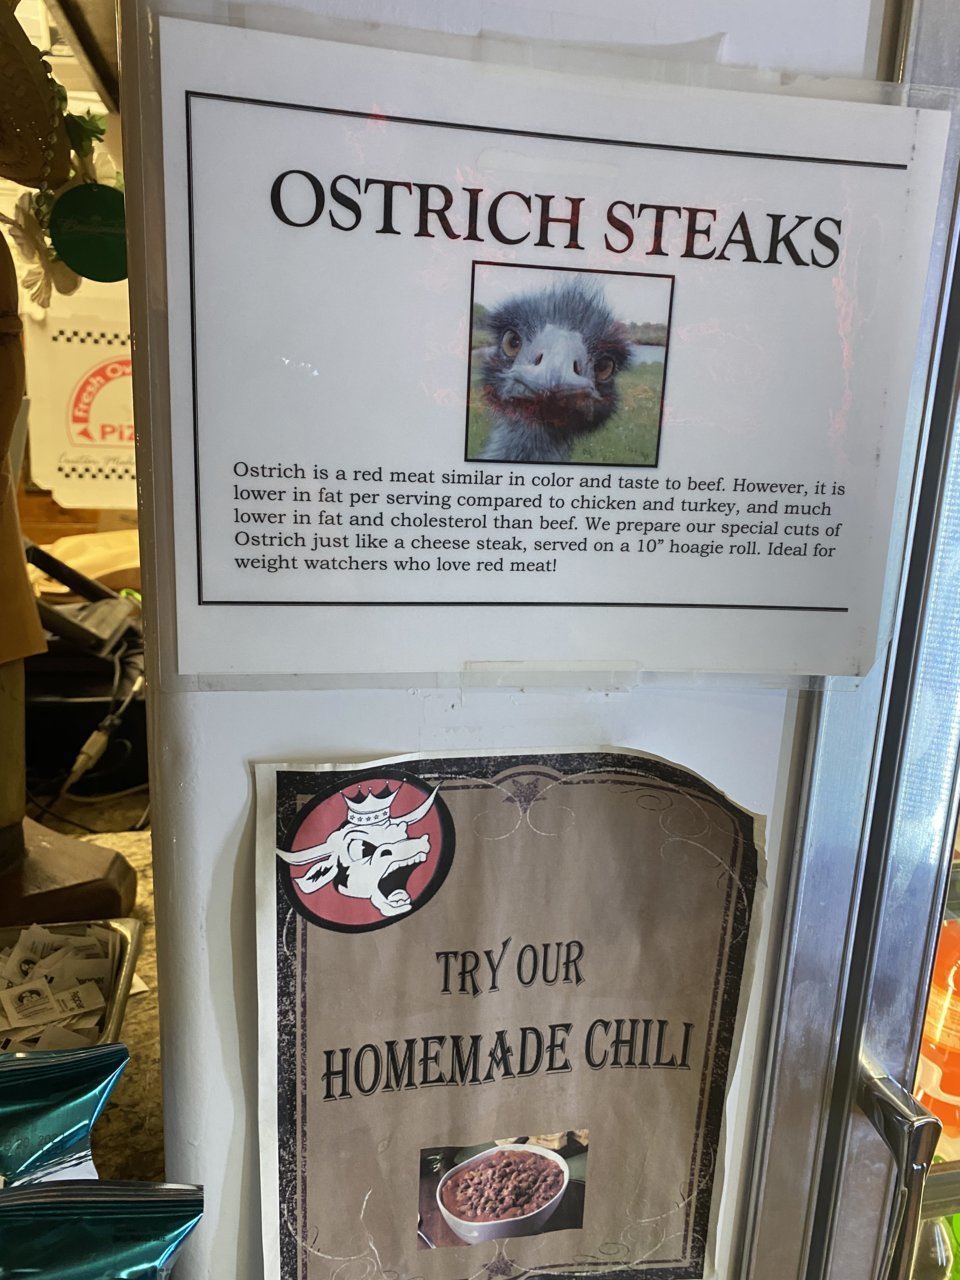 OSTRICH STEAKS
Ostrich is a red meat similar in color and taste to beef. However, it is
lower in fat per serving compared to chicken and turkey, and much
lower in fat and cholesterol than beef. We prepare our special cuts of
Ostrich just like a cheese steak, served on a 10” hoagie roll. Ideal for
weight watchers who love red meat!
TRY OUR
HOMEMADE CHILI
Fresh